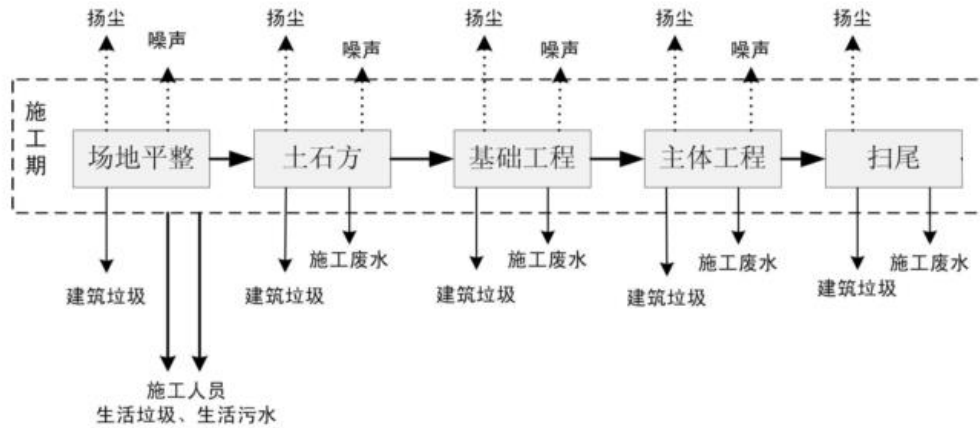 扬尘
噪声
扬尘
噪声
扬尘
噪声
扬尘
噪声
扬尘
施工期
场地平整
土石方
基础工程
主体工程
扫尾
建筑垃圾
建筑垃圾
施工废水
建筑垃圾
施工废水
建筑垃圾
施工废水
建筑垃圾
施工废水
施工人员
生活垃圾、生活污水